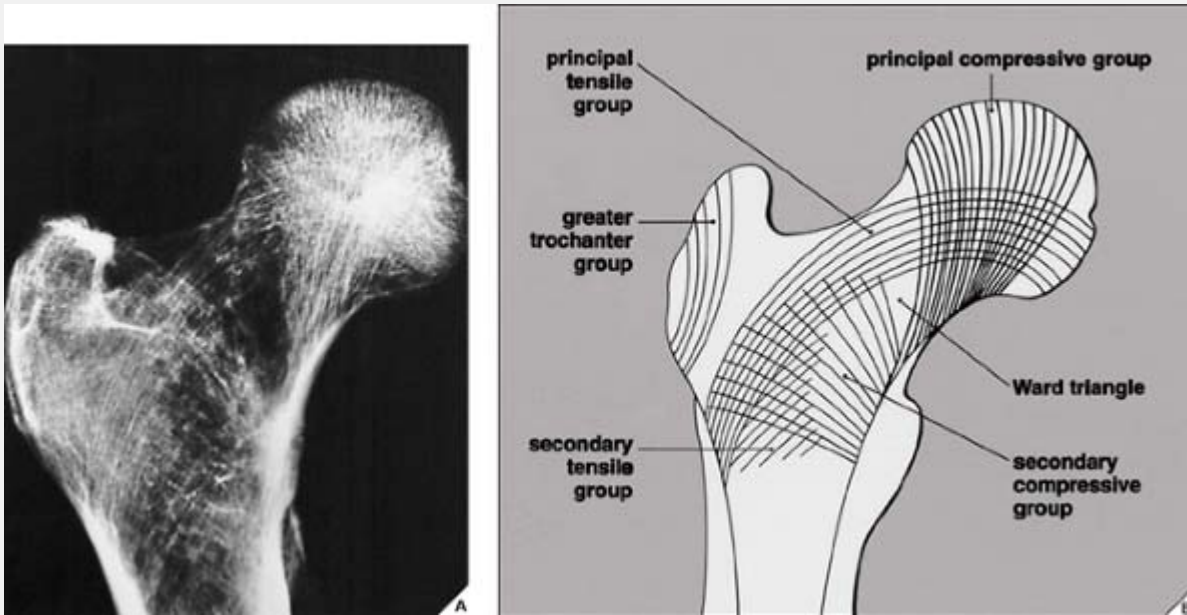 principal
tensile
group
principal compressive group
greater
trochanter
group
Ward triangle
secondary
tensile
group
secondary
compressive
group
A